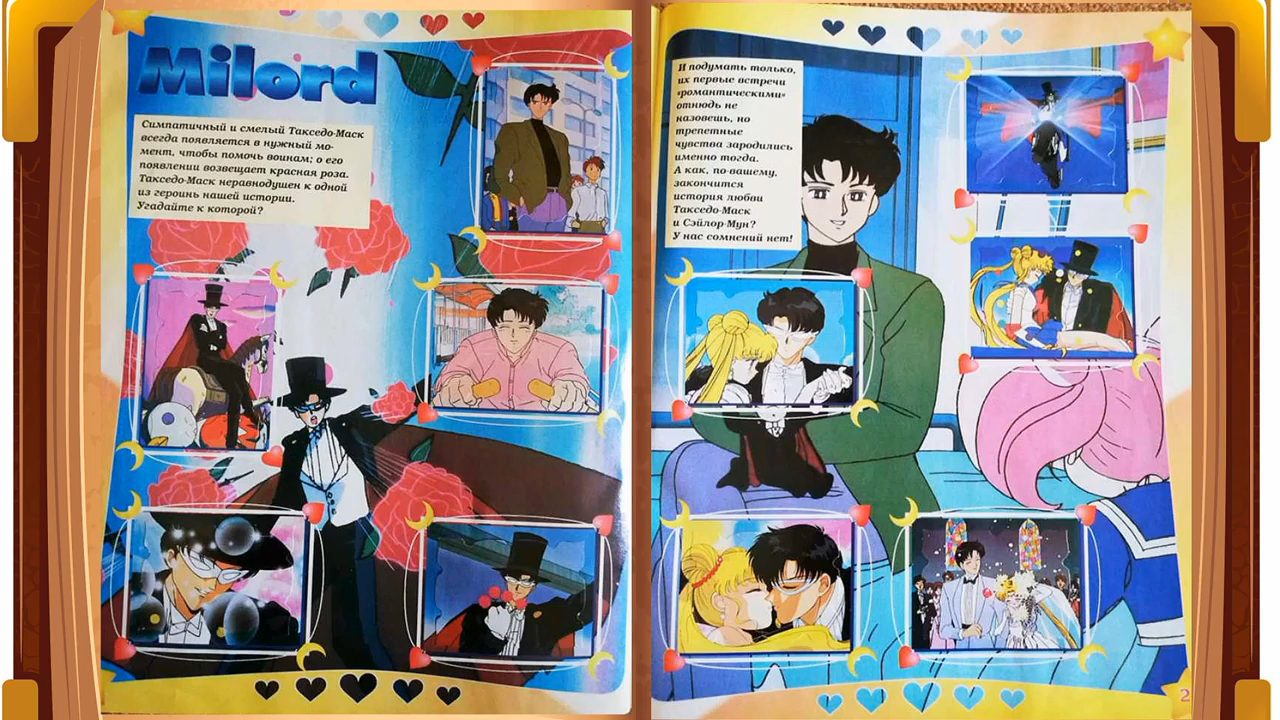 Milord
Симпатичный и смелый Такседо-Маск
всегда появляется в нужный мо-
мент, чтобы помочь воинам; о его
появлении возвещает красная роза.
Такседо-Маск неравнодушен к одной
из героинь нашей истории.
Угадайте к которой?
И подумать только,
их первые встречи
«романтическими»
отнюдь не
назовешь, но
трепетные
чувства зародились
именно тогда.
А как, по-вашему,
закончится
история любви
Такседо-Маск
и Сэйлор-Мун?
У нас сомнений нет!
2